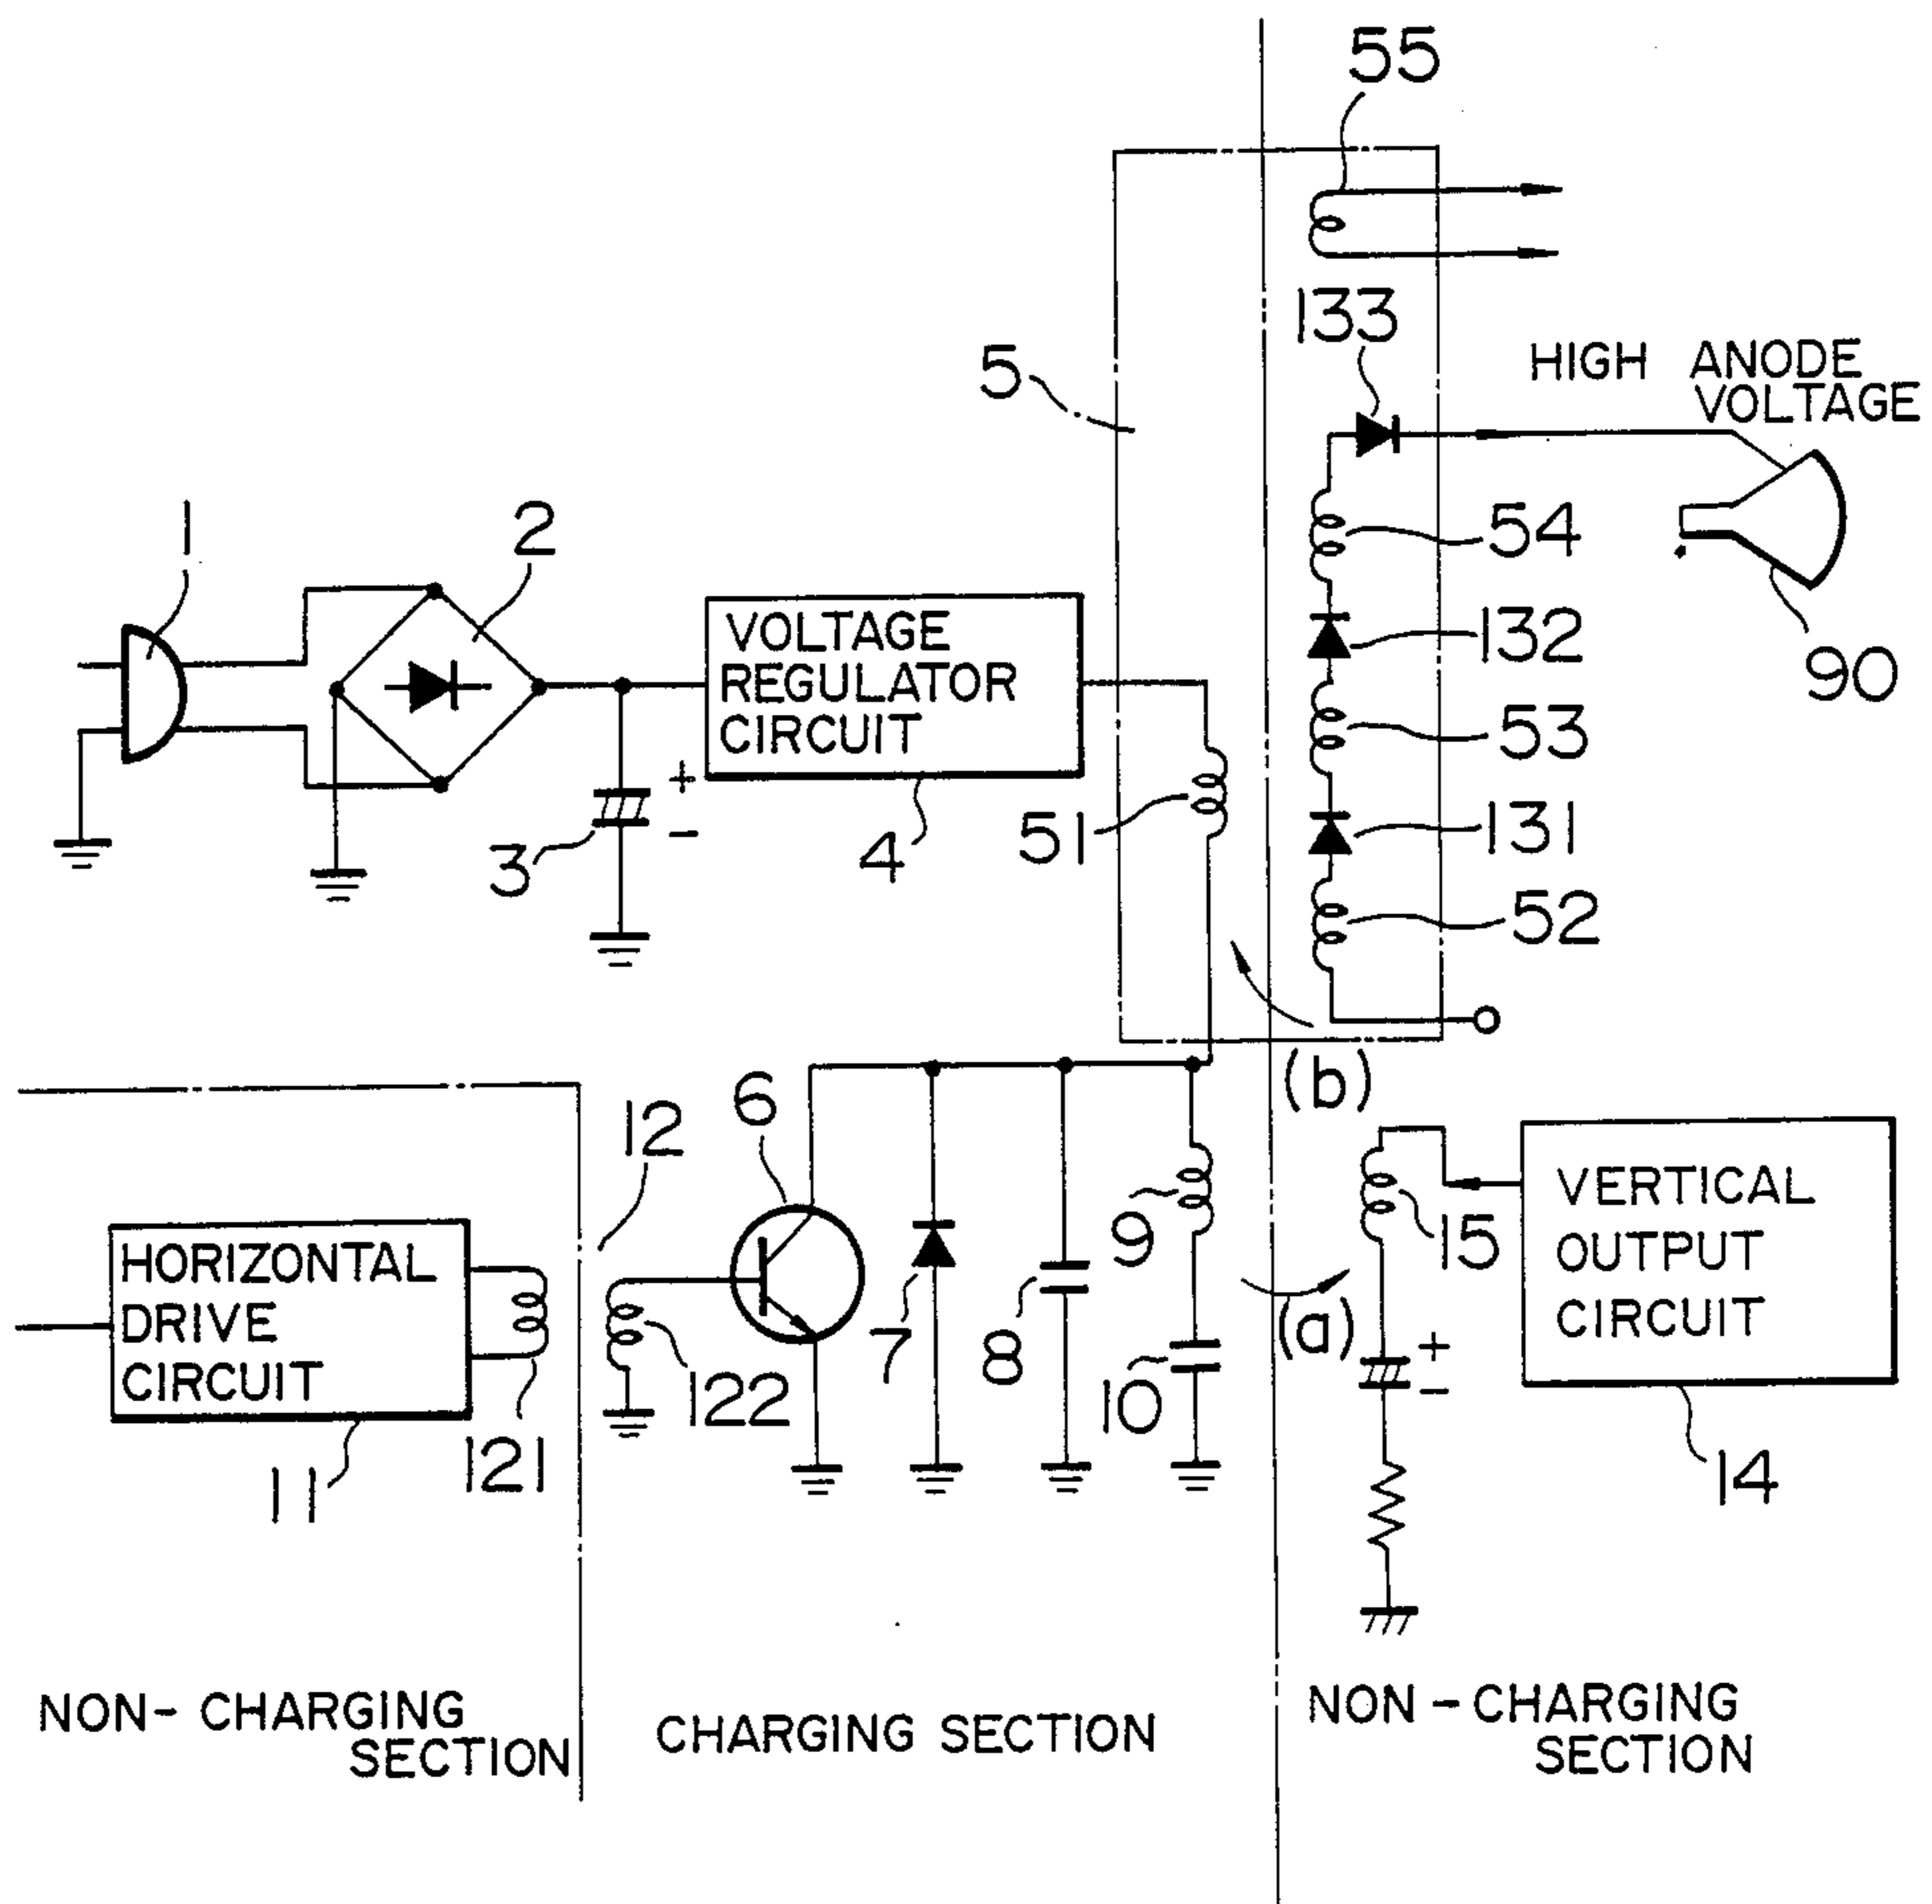 55
133
5
HIGH ANODE
VOLTAGE
1
2
54
132
90
VOLTAGE
REGULATOR
CIRCUIT
53
+
-
51
131
3
4
52
(b)
12
6
VERTICAL
OUTPUT
CIRCUIT
9
15
HORIZONTAL
DRIVE
CIRCUIT
7
8
(a)
+
-
122
10
11
121
14
NON- CHARGING
SECTION
CHARGING SECTION
NON - CHARGING
SECTION